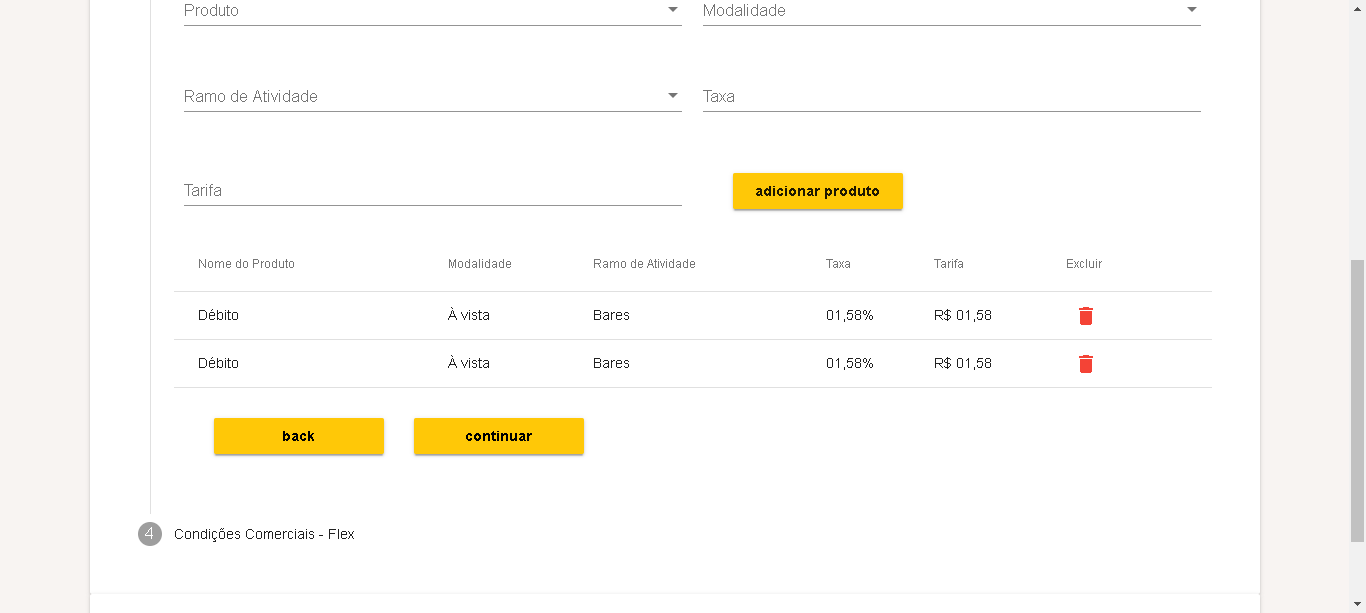 Produto Modalidade
Ramo de Atividade Taxa
Tarifa adicionar produto
Nome do Produto Modalidade Ramo de Atividade Taxa Tarifa Excluir
Débito À vista Bares 01,58% R$ 01,58
Débito À vista Bares 01,58% R$ 01,58
back continuar
4 Condições Comerciais - Flex